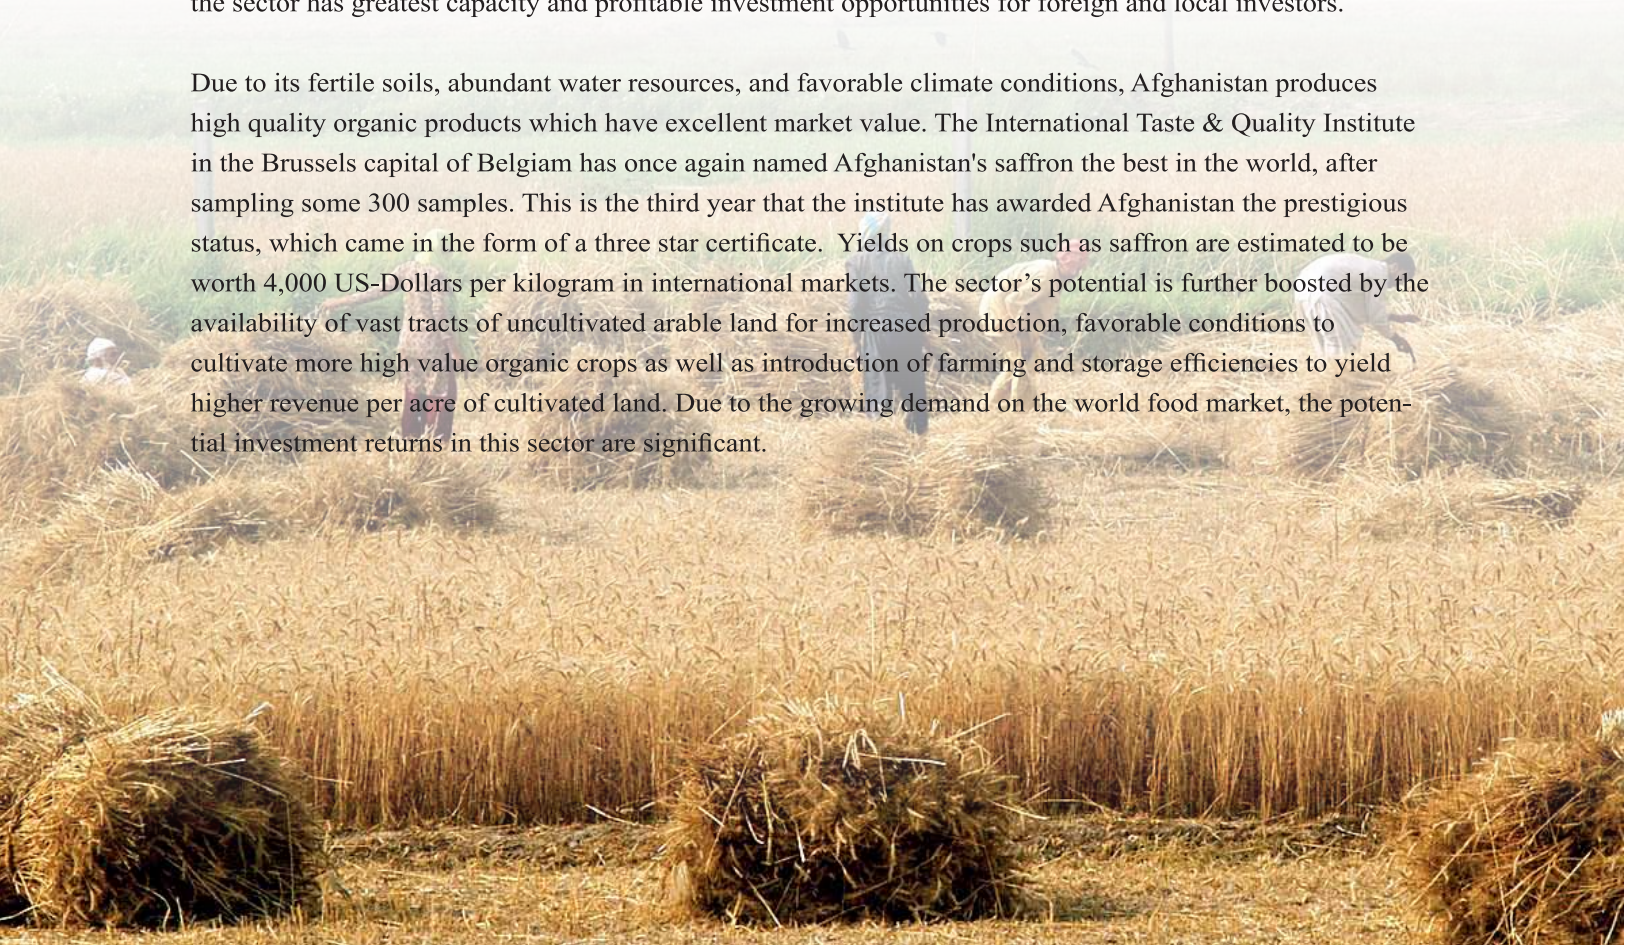 the sector has greatest capacity and profitable investment opportunities for foreign and local investors.
Due to its fertile soils, abundant water resources, and favorable climate conditions, Afghanistan produces
high quality organic products which have excellent market value. The International Taste & Quality Institute
in the Brussels capital of Belgiam has once again named Afghanistan's saffron the best in the world, after
sampling some 300 samples. This is the third year that the institute has awarded Afghanistan the prestigious
status, which came in the form of a three star certificate.  Yields on crops such as saffron are estimated to be
worth 4,000 US-Dollars per kilogram in international markets. The sector’s potential is further boosted by the
availability of vast tracts of uncultivated arable land for increased production, favorable conditions to
cultivate more high value organic crops as well as introduction of farming and storage efficiencies to yield
higher revenue per acre of cultivated land. Due to the growing demand on the world food market, the poten-
tial investment returns in this sector are significant.